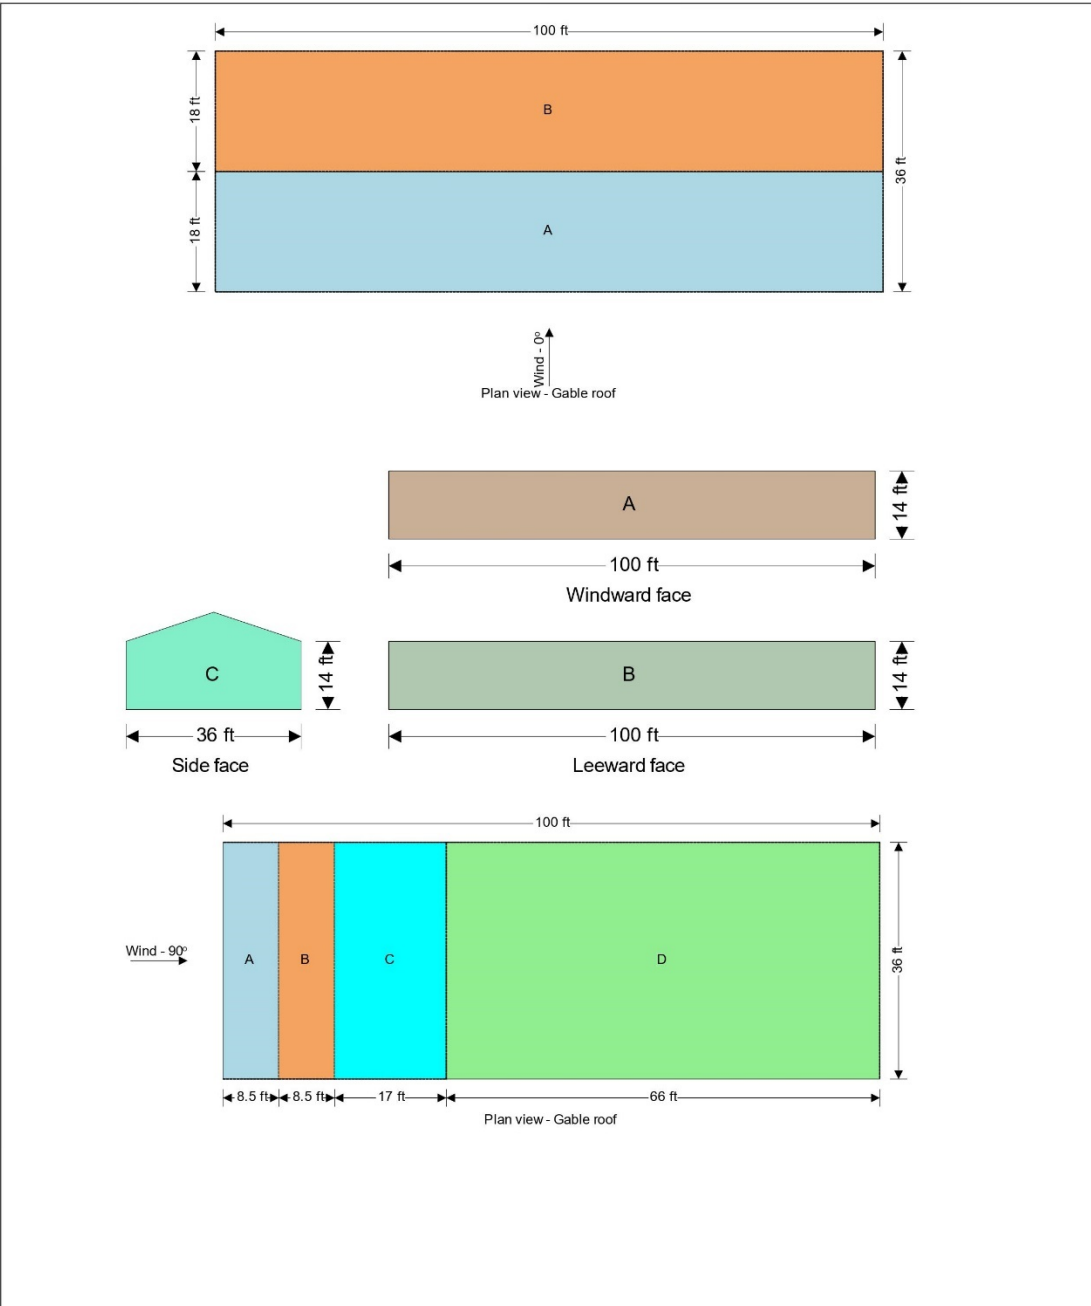 100 ft
18 ft
B
36 ft
18 ft
A
Wind - 0º
Plan view - Gable roof
A
14 ft
100 ft
Windward face
C
14 ft
B
14 ft
36 ft
100 ft
Side face
Leeward face
100 ft
Wind - 90º
A
B
C
D
36 ft
8.5 ft
8.5 ft
17 ft
66 ft
Plan view - Gable roof